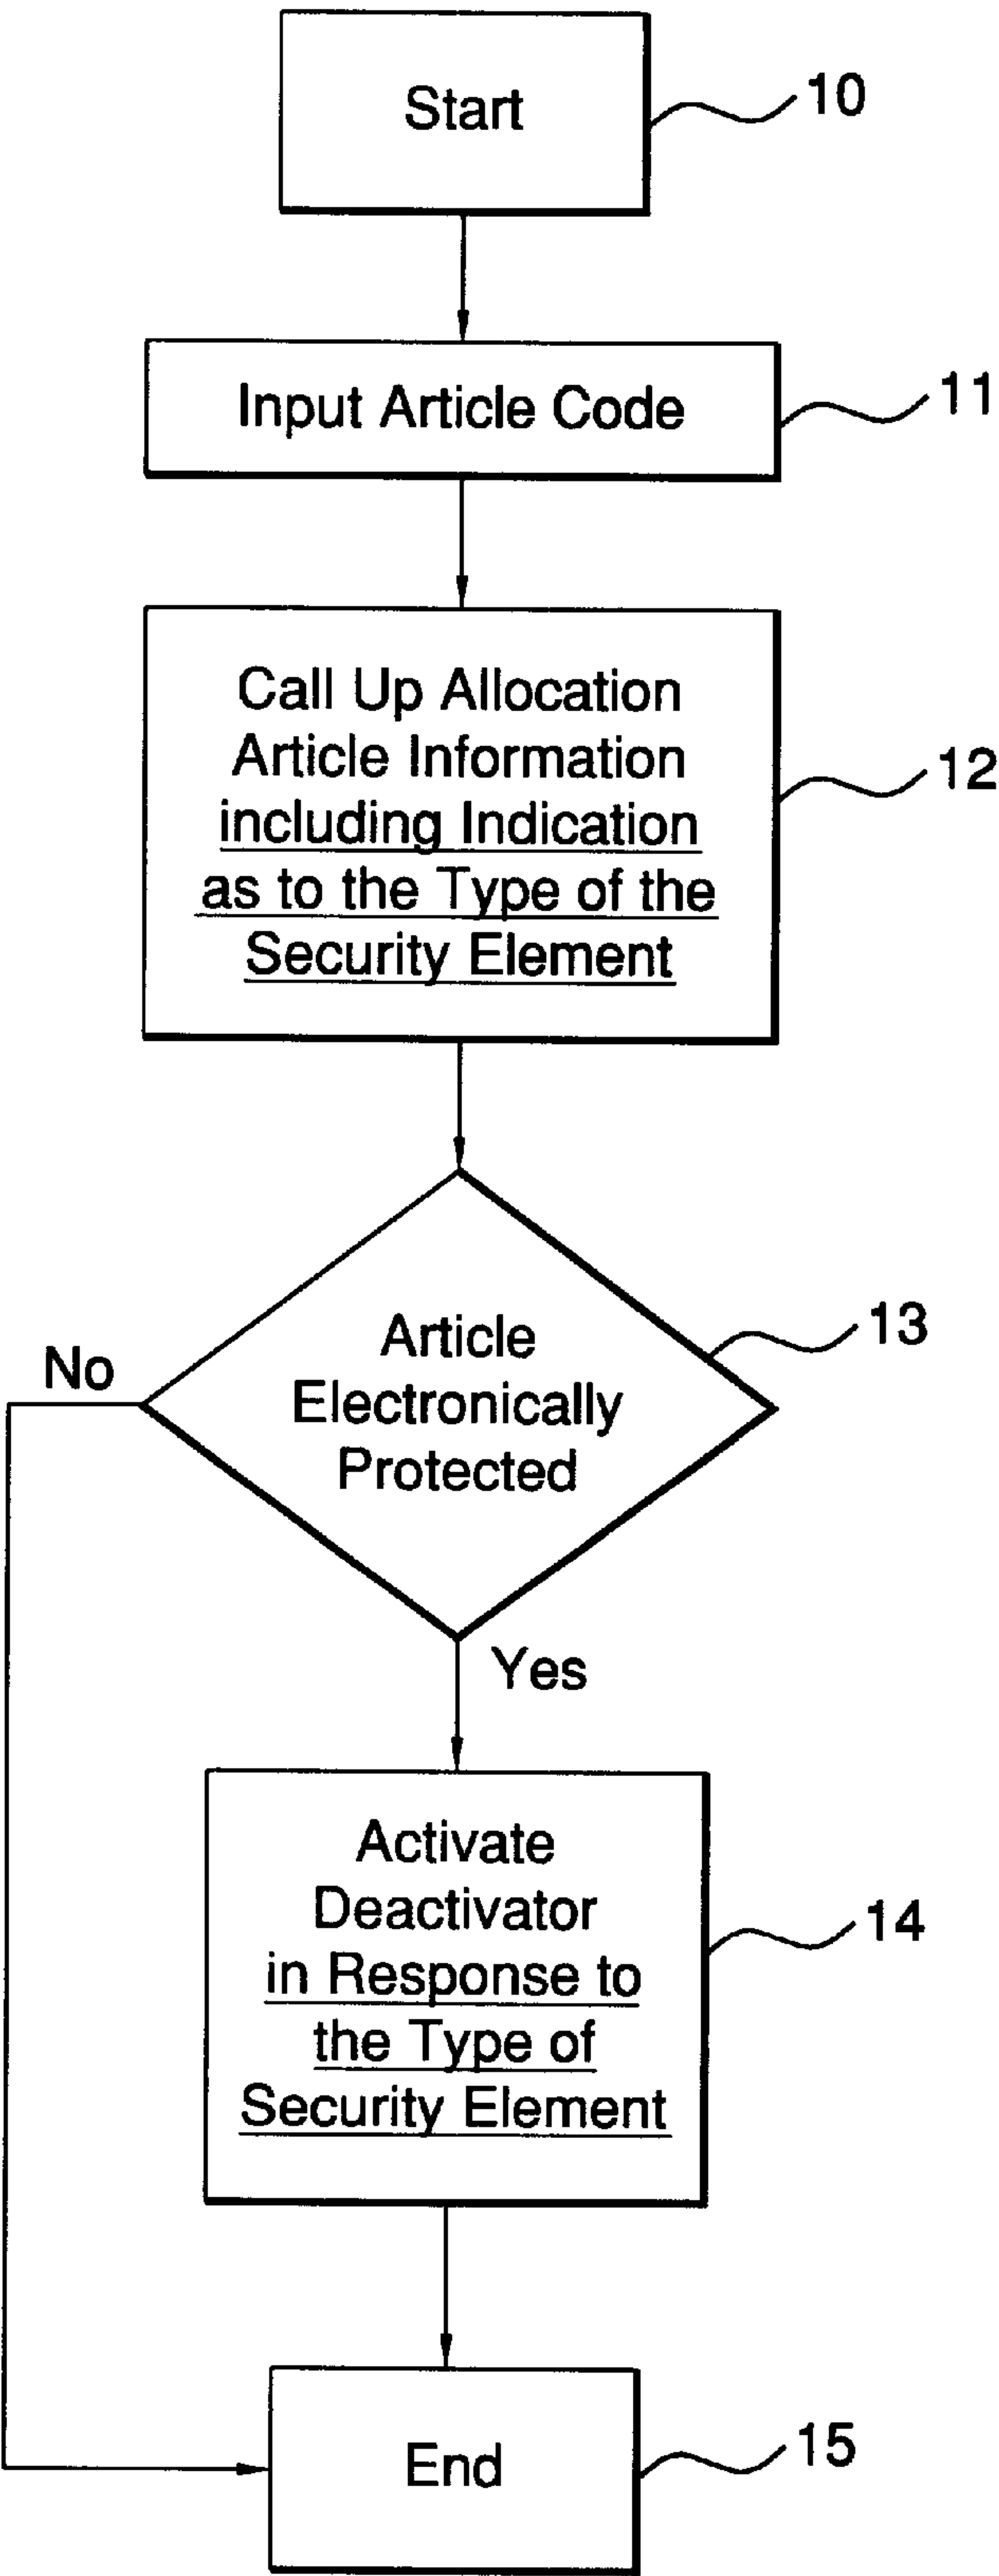 Start
10
Input Article Code
11
Call Up Allocation
Article Information
including Indication
as to the Type of the
Security Element
12
Article
Electronically
Protected
13
No
Yes
Activate
Deactivator
in Response to
the Type of
Security Element
14
End
15